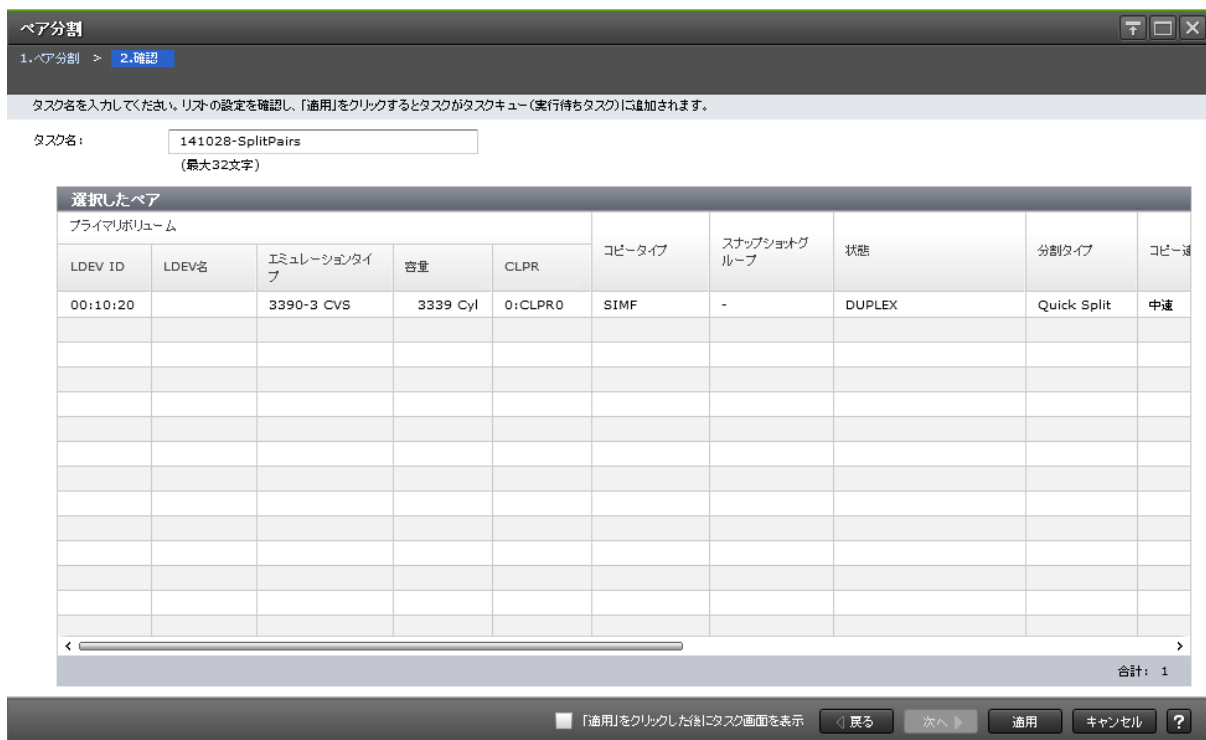 ペア分割
1.ペア分割 > 2.確認
タスク名を入力してください。リストの設定を確認し、「適用」をクリックするとタスクがタスクキュー(実行待ちタスク)に追加されます。
タスク名: 141028-SplitPairs
(最大32文字)
選択したペア
プライマリボリューム
コピータイプ
スナップショットグ
ループ
状態
分割タイプ
コピー速
LDEV ID
LDEV名
エミュレーションタイ
プ
容量
CLPR
00:10:20 3390-3 CVS 3339 Cyl 0:CLPR0 SIMF - DUPLEX Quick Split 中速
合計: 1
「適用」をクリックした後にタスク画面を表示 戻る 次へ 適用 キャンセル ?